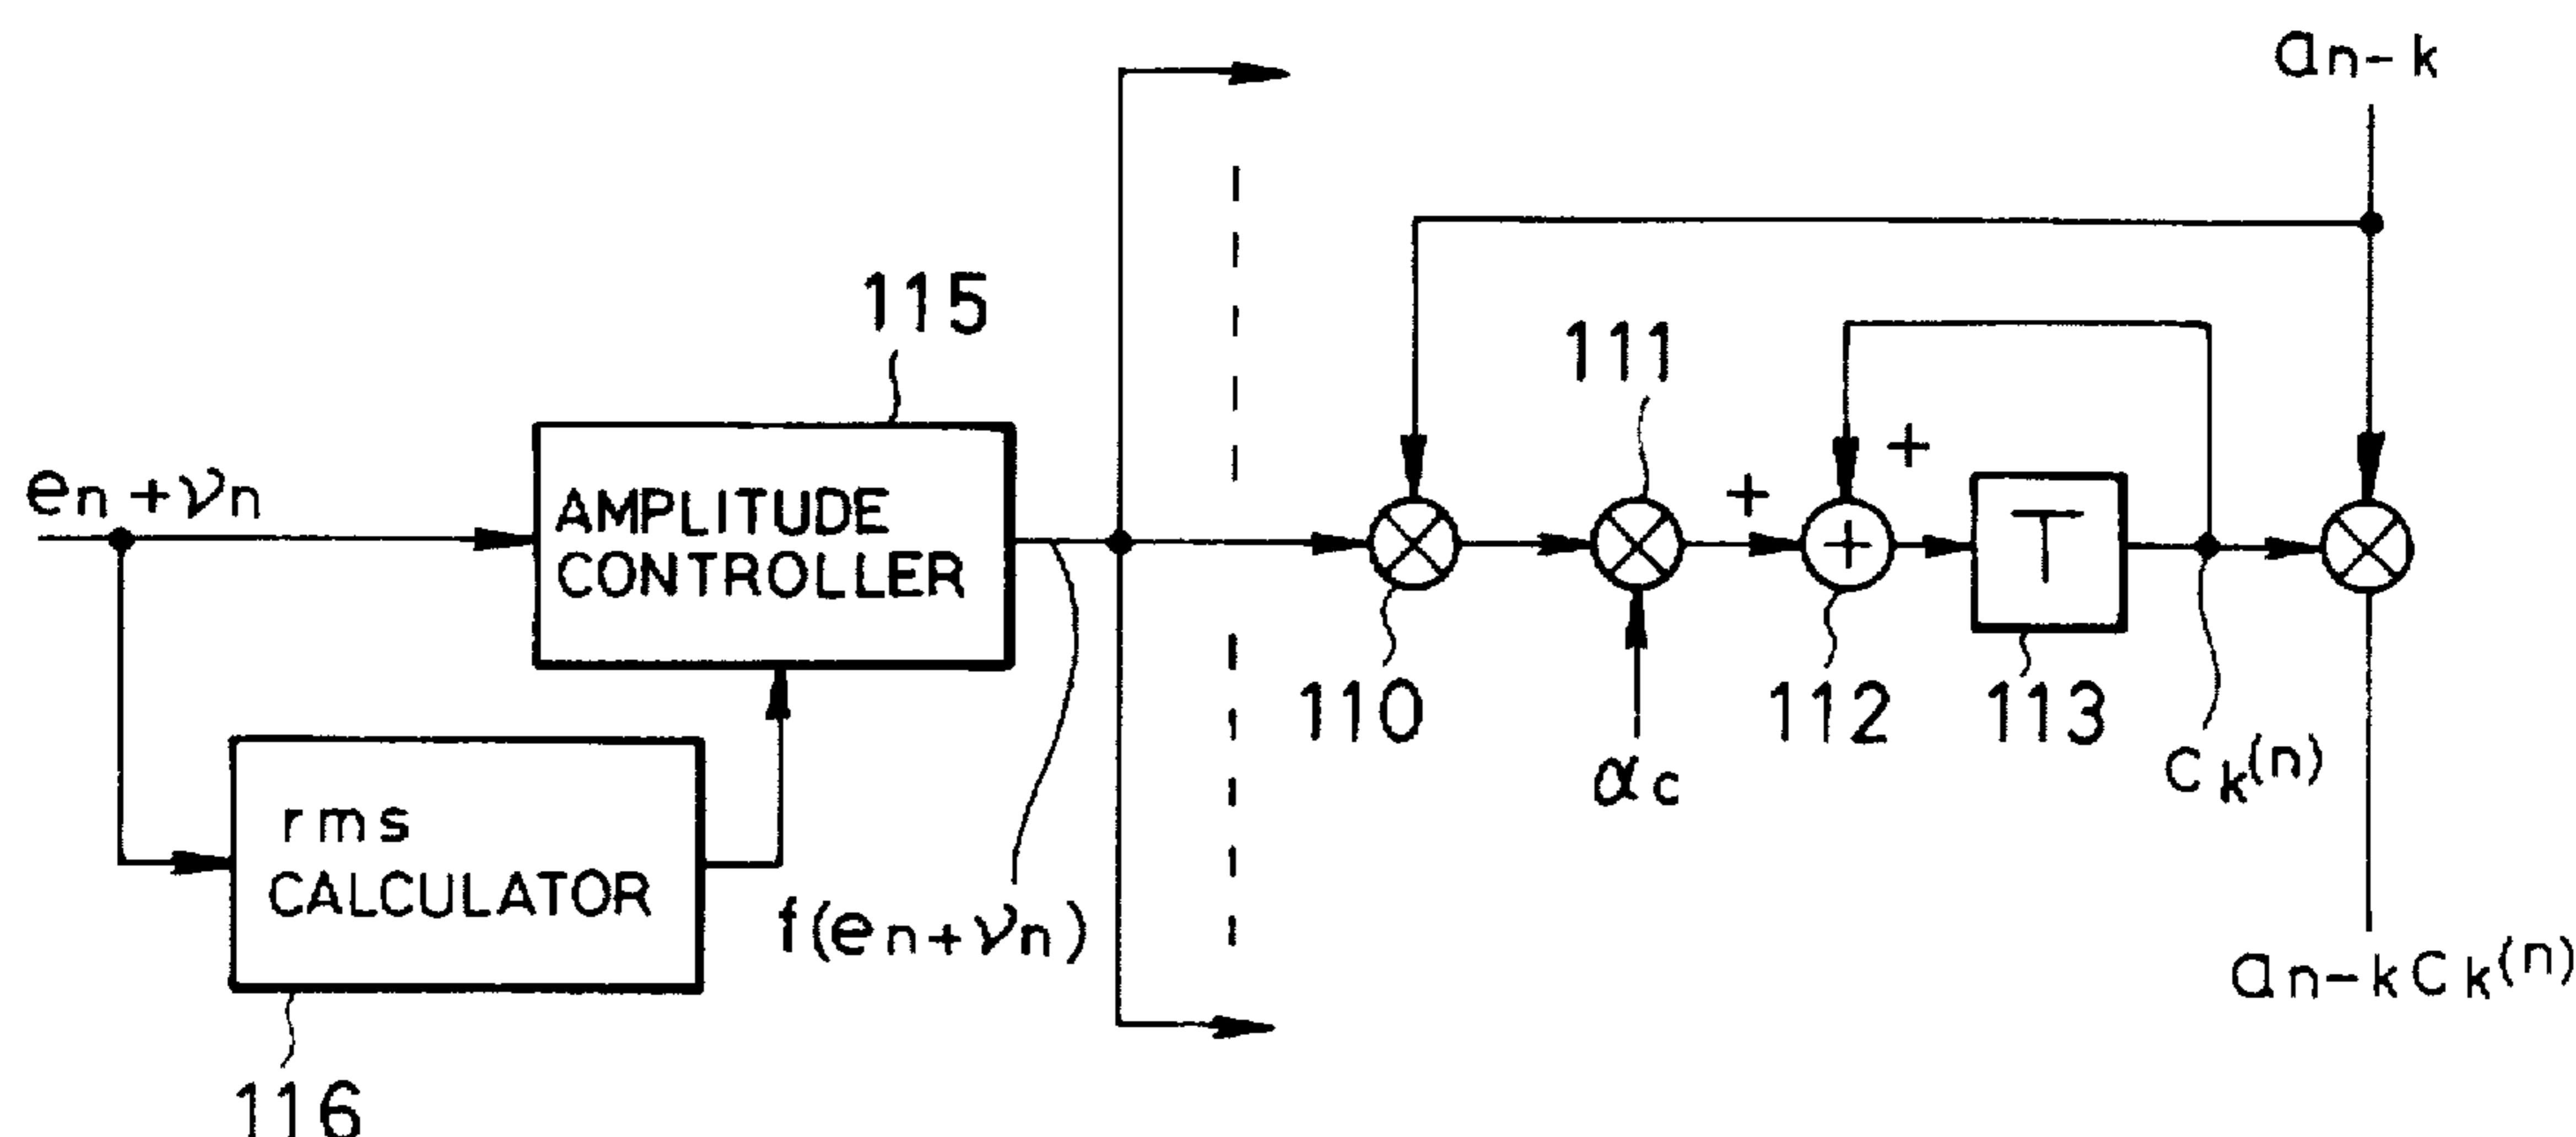 an-k
115
111
en+νn
AMPLITUDE
CONTROLLER
+
+
+
T
110
112
113
αc
ck(n)
rms
CALCULATOR
f(en+νn)
an-kck(n)
116